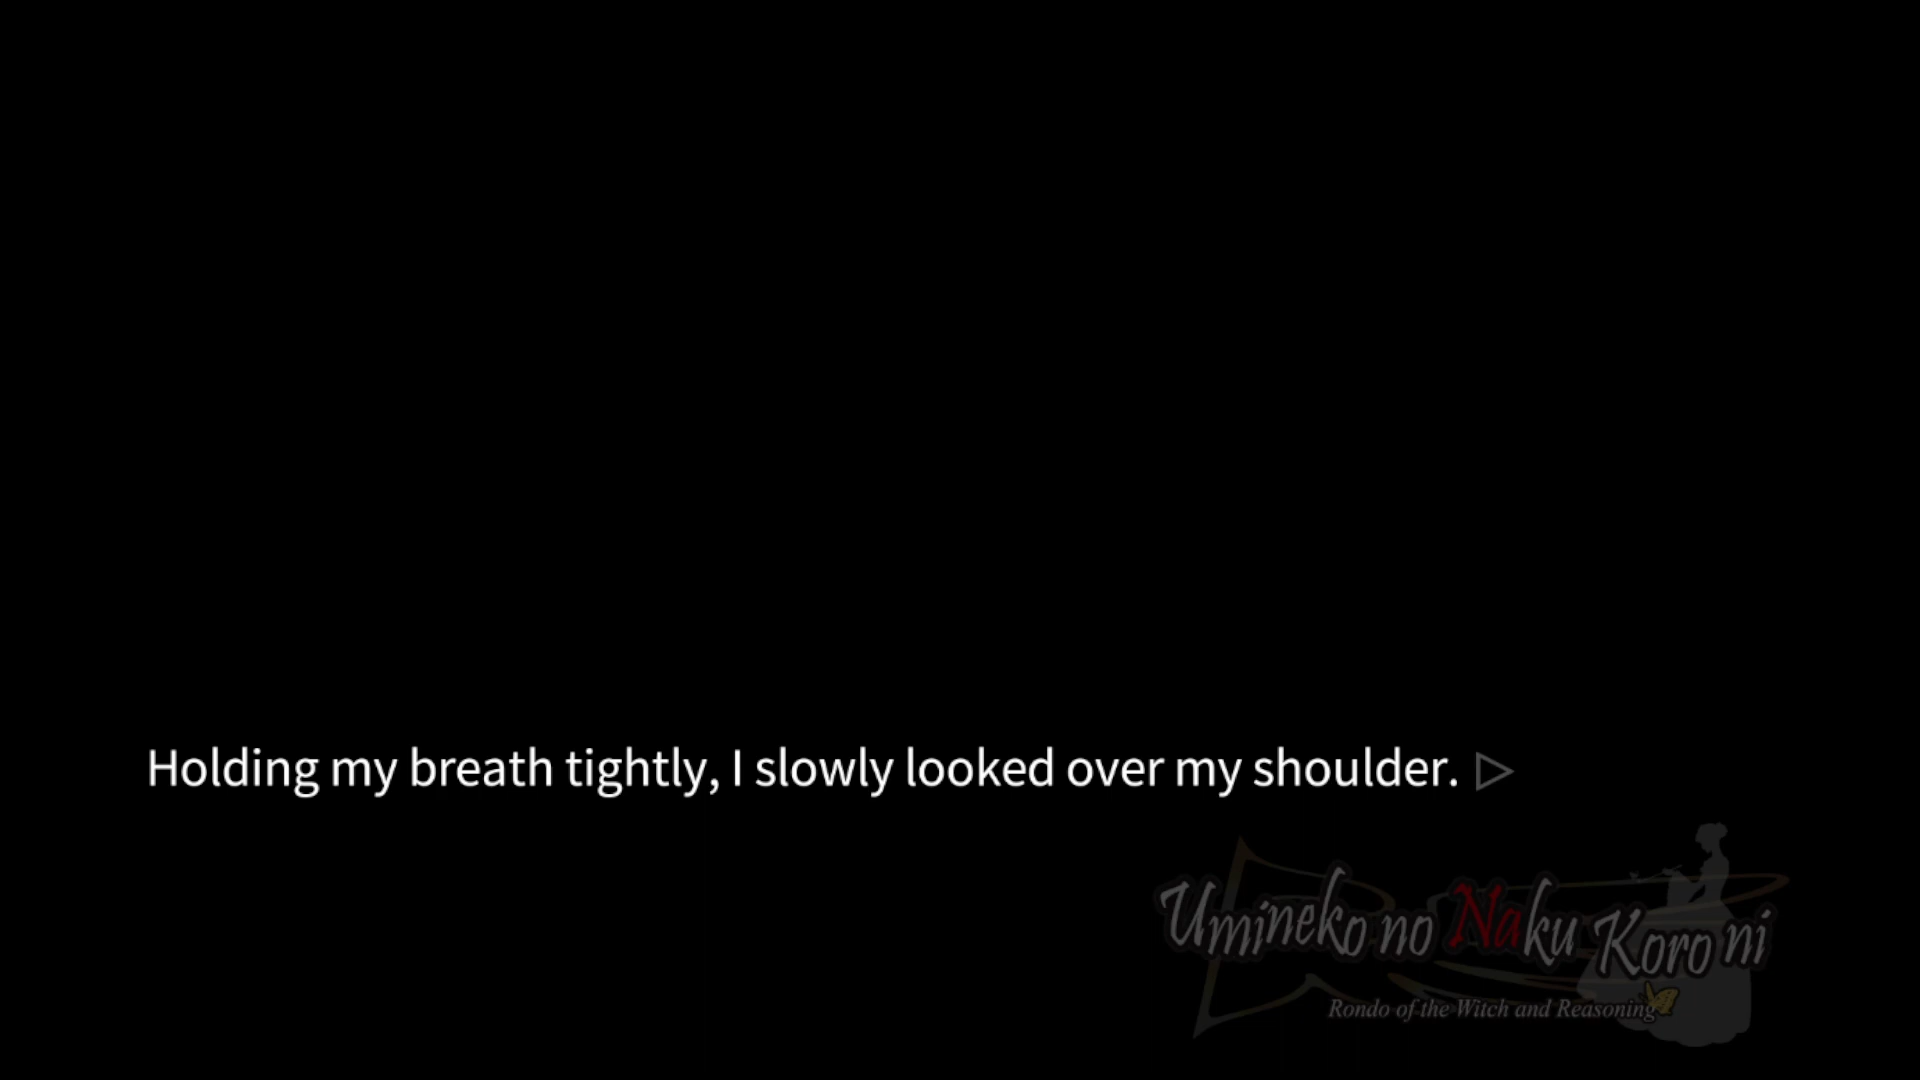 Holding my breath tightly, I slowly looked over my shoulder.
Umineko no Naku Koro ni
Rondo of the Witch and Reasoning